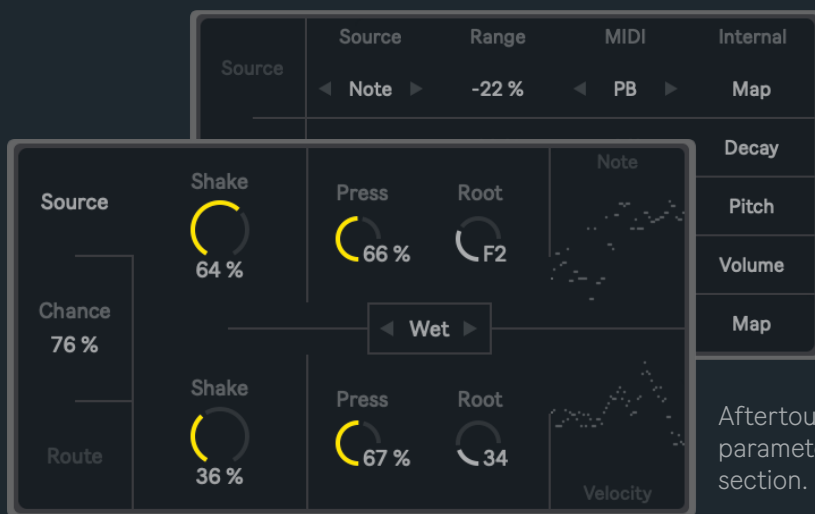 Source Range MIDI Internal
Source
Note -22 % PB Map
Decay
Pitch
Volume
Map
Source
Shake
64 %
Press
66 %
Root
F2
Note
Chance
76 %
Wet
Route
Shake
36 %
Press
67 %
Root
34
Velocity
paramet
section.